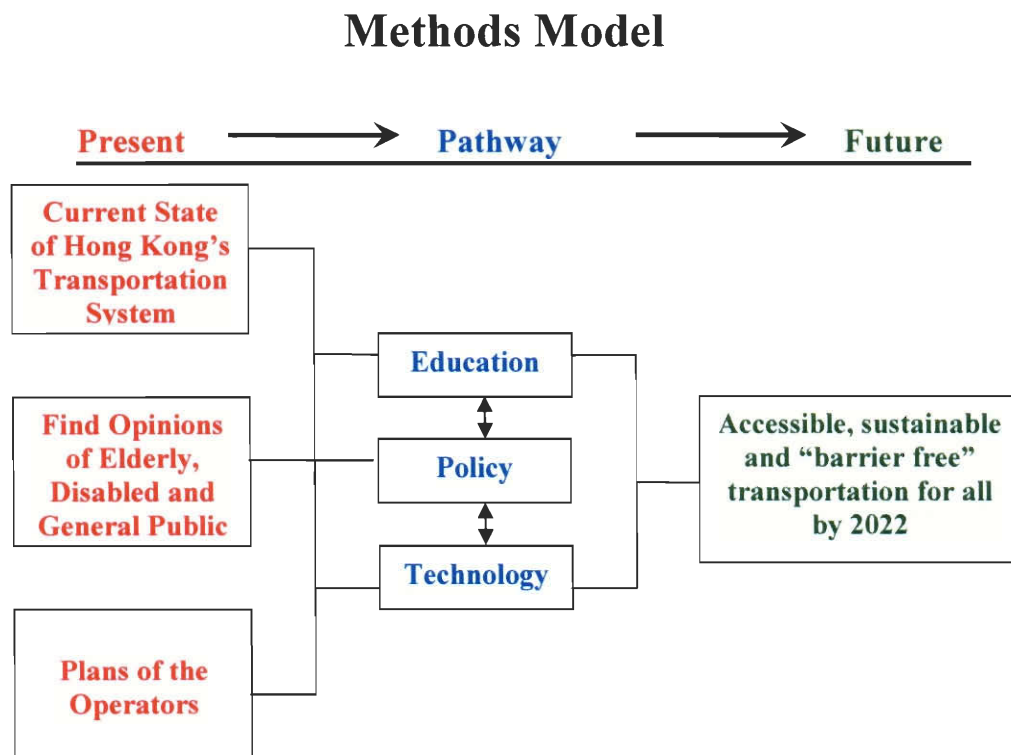 Methods Model
Present Pathway Future
Current State
of Hong Kong’s
Transportation
System
Find Opinions
of Elderly,
Disabled and
General Public
Plans of the
Operators
Education
Policy
Technology
Accessible, sustainable
and “barrier free”
transportation for all
by 2022